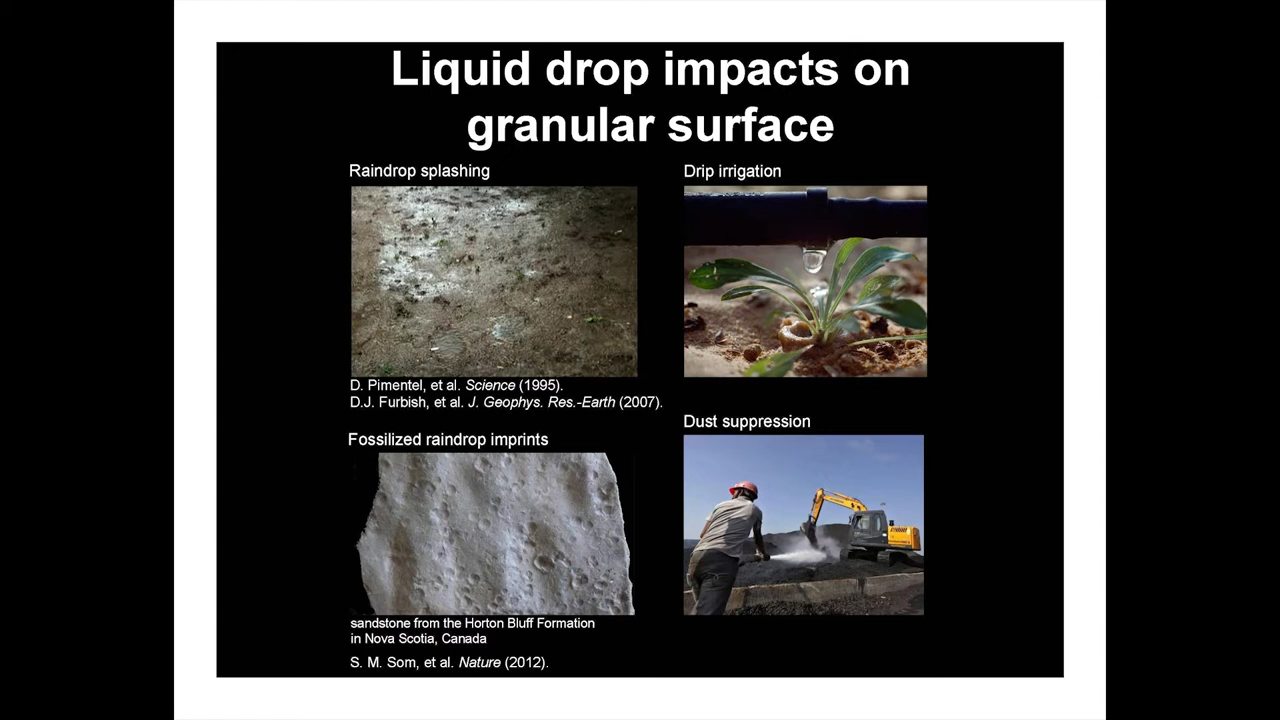 Liquid drop impacts on
granular surface
Raindrop splashing
D. Pimentel, et al. Science (1995).
D.J. Furbish, et al. J. Geophys. Res.-Earth (2007).
Fossilized raindrop imprints
sandstone from the Horton Bluff Formation
in Nova Scotia, Canada
S. M. Som, et al. Nature (2012).
Drip irrigation
Dust suppression